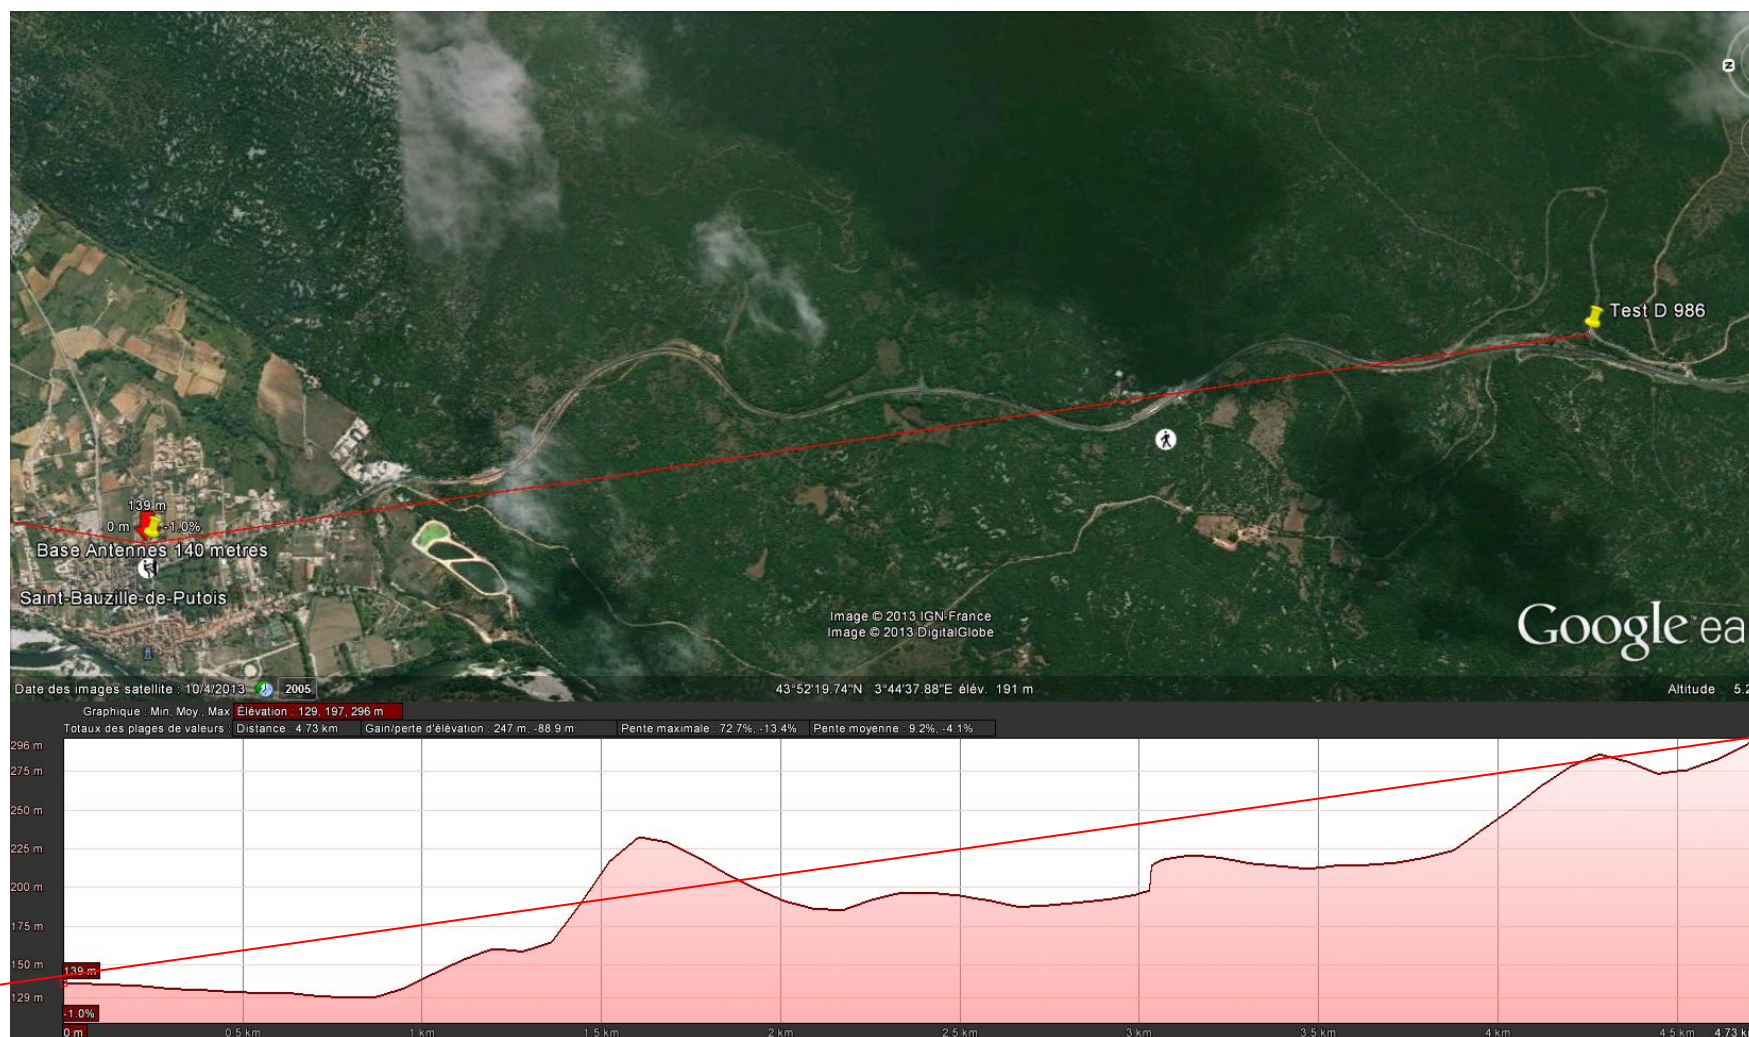 N
Test D 986
139 m
0 m
-1.0%
Base Antennes 140 metres
Saint-Bauzille-de-Putois
Image © 2013 IGN-France
Image © 2013 DigitalGlobe
Google ea
Date des images satellite : 10/4/2013
2005
43°52'19.74"N 3°44'37.88"E élév. 191 m
Altitude 5.2
Graphique : Min, Moy., Max Élévation : 129, 197, 296 m
Totaux des plages de valeurs : Distance : 4.73 km Gain/perte d'élévation : 247 m, -88.9 m Pente maximale : 72.7%, -13.4% Pente moyenne : 9.2%, -4.1%
296 m
275 m
250 m
225 m
200 m
175 m
150 m
139 m
129 m
-1.0%
0 m 0.5 km 1 km 1.5 km 2 km 2.5 km 3 km 3.5 km 4 km 4.5 km 4.73 k